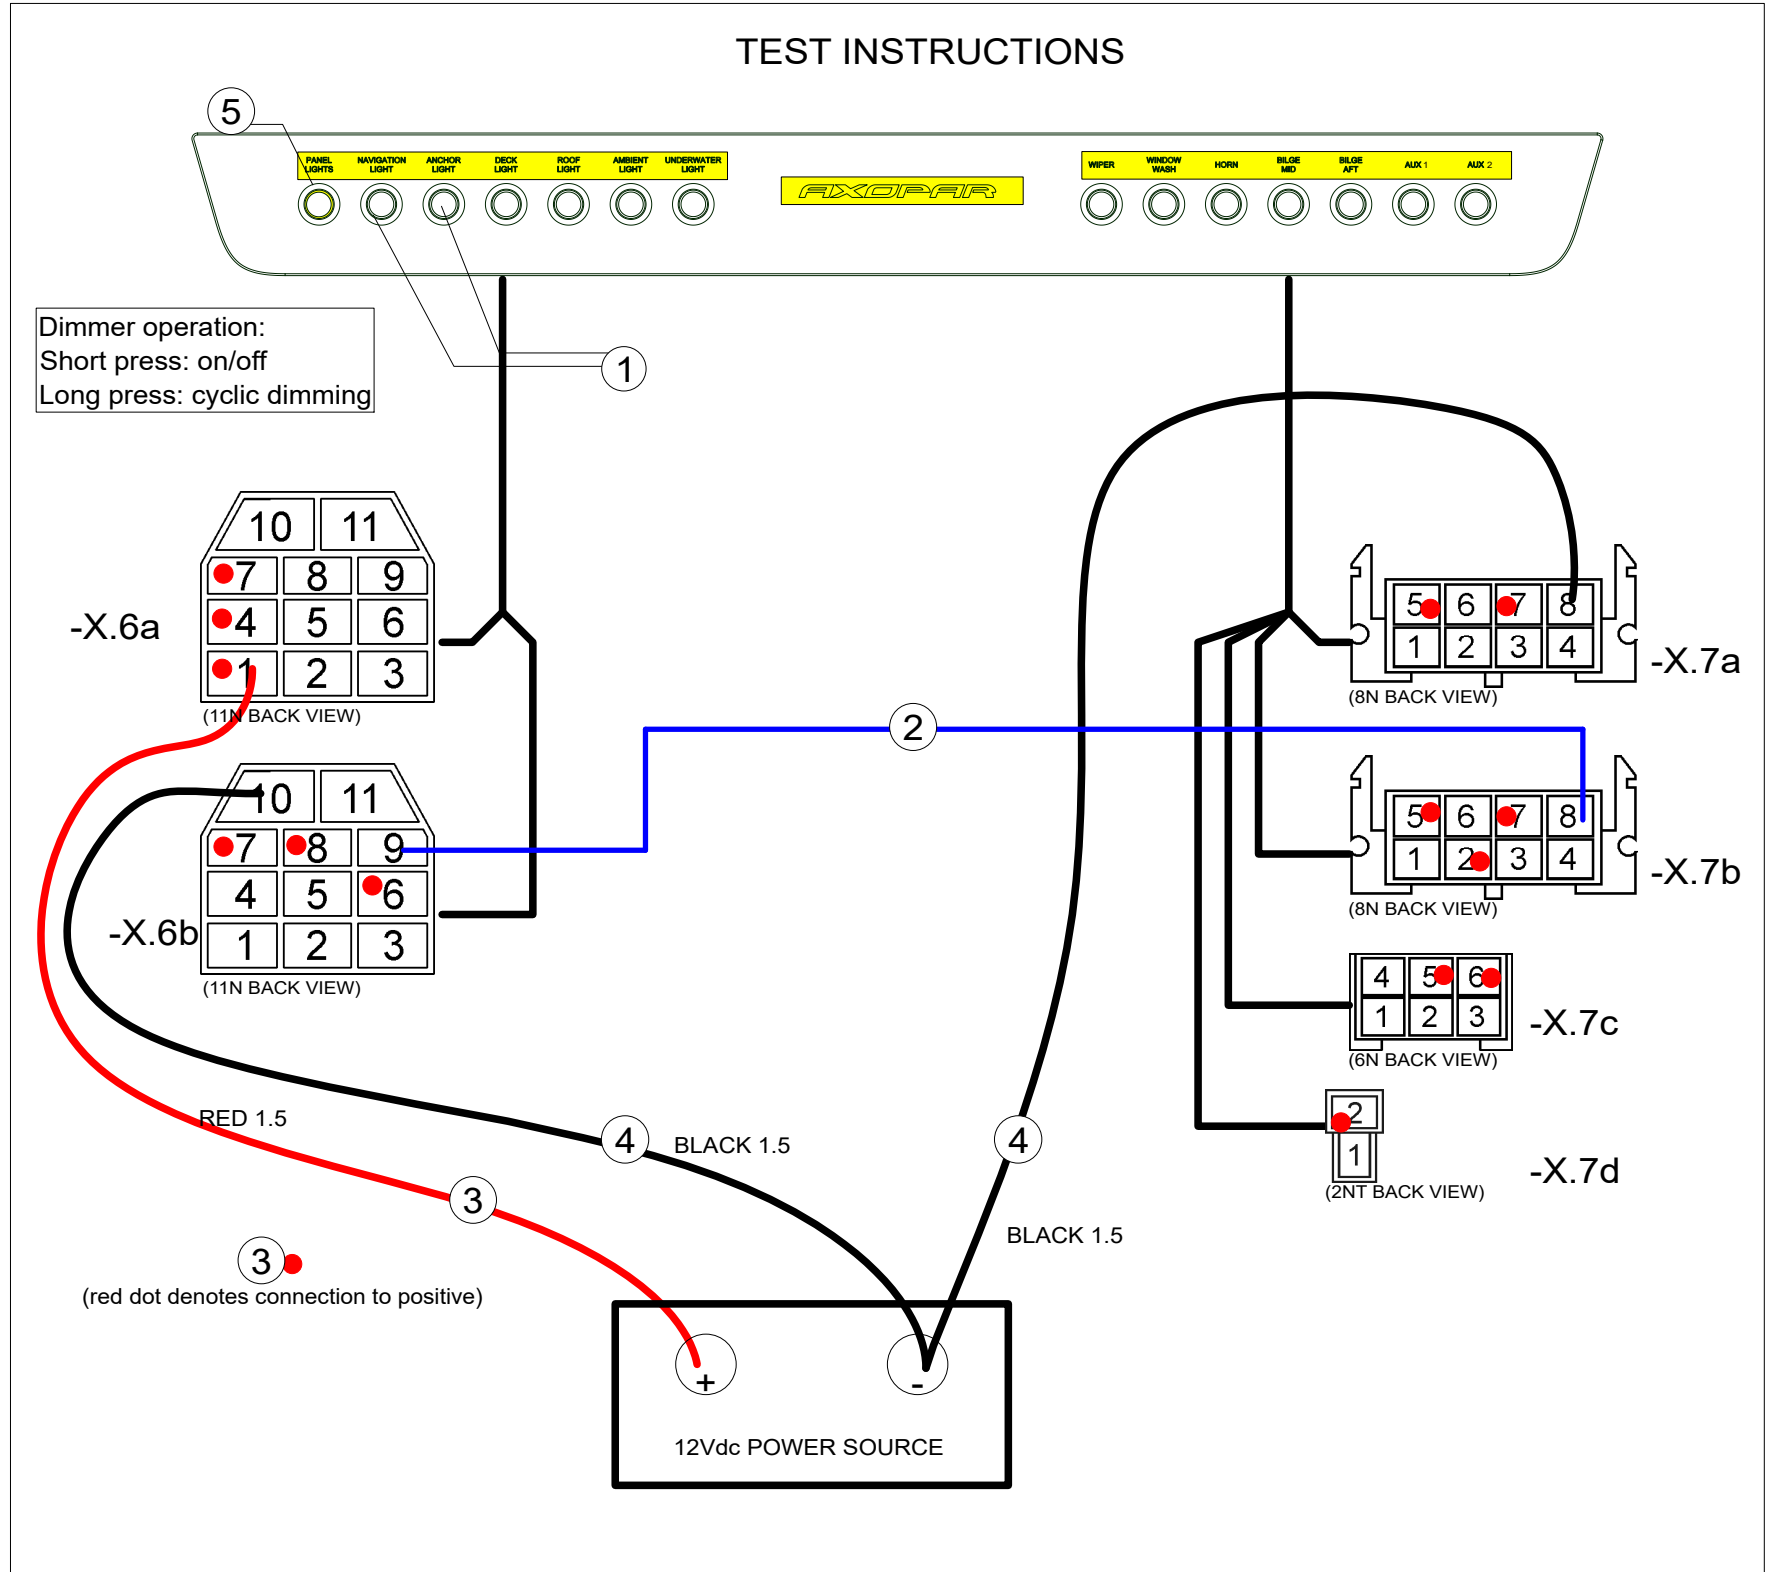 TEST INSTRUCTIONS
5
PANEL
LIGHTS
NAVIGATION
LIGHT
ANCHOR
LIGHT
DECK
LIGHT
ROOF
LIGHT
AMBIENT
LIGHT
UNDERWATER
LIGHT
AXOPAR
WIPER
WINDOW
WASH
HORN
BILGE
MID
BILGE
AFT
AUX 1
AUX 2
Dimmer operation:
Short press: on/off
Long press: cyclic dimming
1
-X.6a
10 11
7 8 9
4 5 6
1 2 3
(11N BACK VIEW)
5 6 7 8
1 2 3 4
-X.7a
(8N BACK VIEW)
2
-X.6b
10 11
7 8 9
4 5 6
1 2 3
(11N BACK VIEW)
5 6 7 8
1 2 3 4
-X.7b
(8N BACK VIEW)
4 5 6
1 2 3
-X.7c
(6N BACK VIEW)
2
1
-X.7d
(2NT BACK VIEW)
RED 1.5
4
BLACK 1.5
4
3
BLACK 1.5
3
(red dot denotes connection to positive)
+
-
12Vdc POWER SOURCE